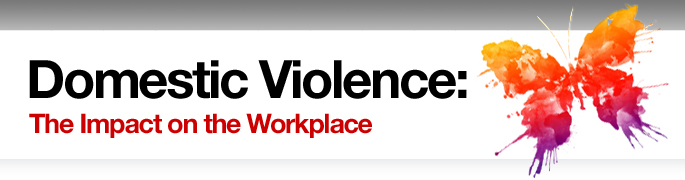 Domestic Violence:
The Impact on the Workplace